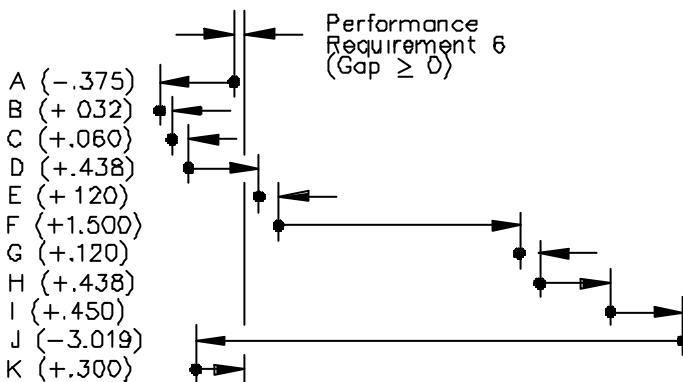 Performance
Requirement 6
(Gap ≥ 0)
A (-.375)
B (+ 032)
C (+.060)
D (+.438)
E (+ 120)
F (+1.500)
G (+.120)
H (+.438)
I (+.450)
J (-3.019)
K (+.300)